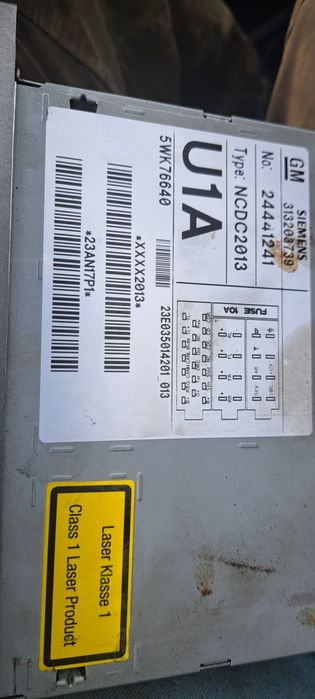 GM
SIEMENS
313208739
No: 24441241
Type: NCDC2013
U1A
5WK76640
23E035014201 013
*XXXX2013*
*23AN17P1*
FUSE 10A
Laser Klasse 1
Class 1 Laser Product